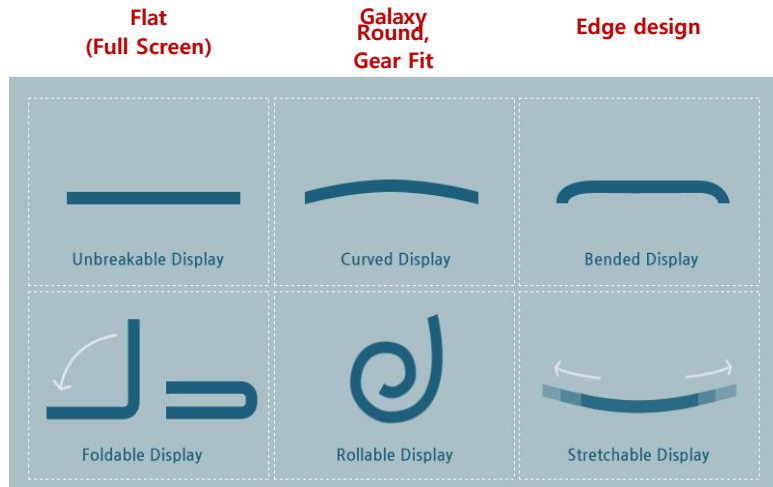 Flat
(Full Screen)
Galaxy
Round,
Gear Fit
Edge design
Unbreakable Display
Curved Display
Bended Display
Foldable Display
Rollable Display
Stretchable Display